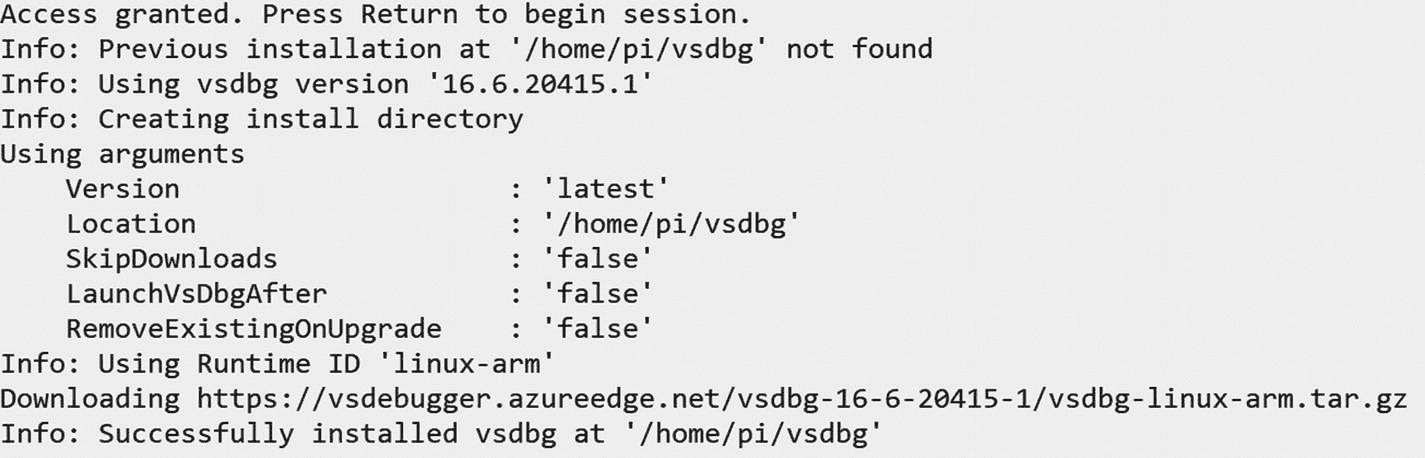 Access granted. Press Return to begin session.
Info: Previous installation at '/home/pi/vsdbg' not found
Info: Using vsdbg version '16.6.20415.1'
Info: Creating install directory
Using arguments
    Version                    : 'latest'
    Location                   : '/home/pi/vsdbg'
    SkipDownloads              : 'false'
    LaunchVsDbgAfter           : 'false'
    RemoveExistingOnUpgrade    : 'false'
Info: Using Runtime ID 'linux-arm'
Downloading https://vsdebugger.azureedge.net/vsdbg-16-6-20415-1/vsdbg-linux-arm.tar.gz
Info: Successfully installed vsdbg at '/home/pi/vsdbg'